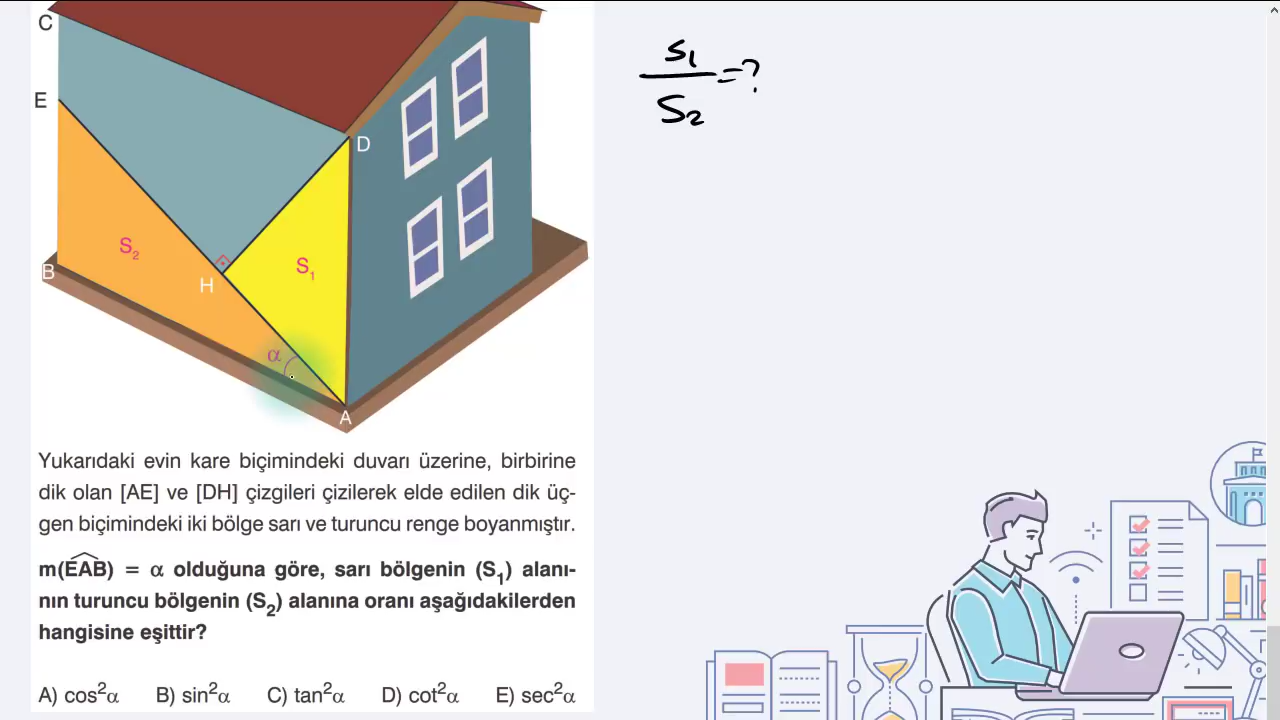 C
E
D
S₂
S₁
B
H
α
A
S₁
/
S₂ = ?
Yukarıdaki evin kare biçimindeki duvarı üzerine, birbirine
dik olan [AE] ve [DH] çizgileri çizilerek elde edilen dik üç-
gen biçimindeki iki bölge sarı ve turuncu renge boyanmıştır.
m(EAB) = α olduğuna göre, sarı bölgenin (S₁) alanı-
nın turuncu bölgenin (S₂) alanına oranı aşağıdakilerden
hangisine eşittir?
A) cos²α B) sin²α C) tan²α D) cot²α E) sec²α